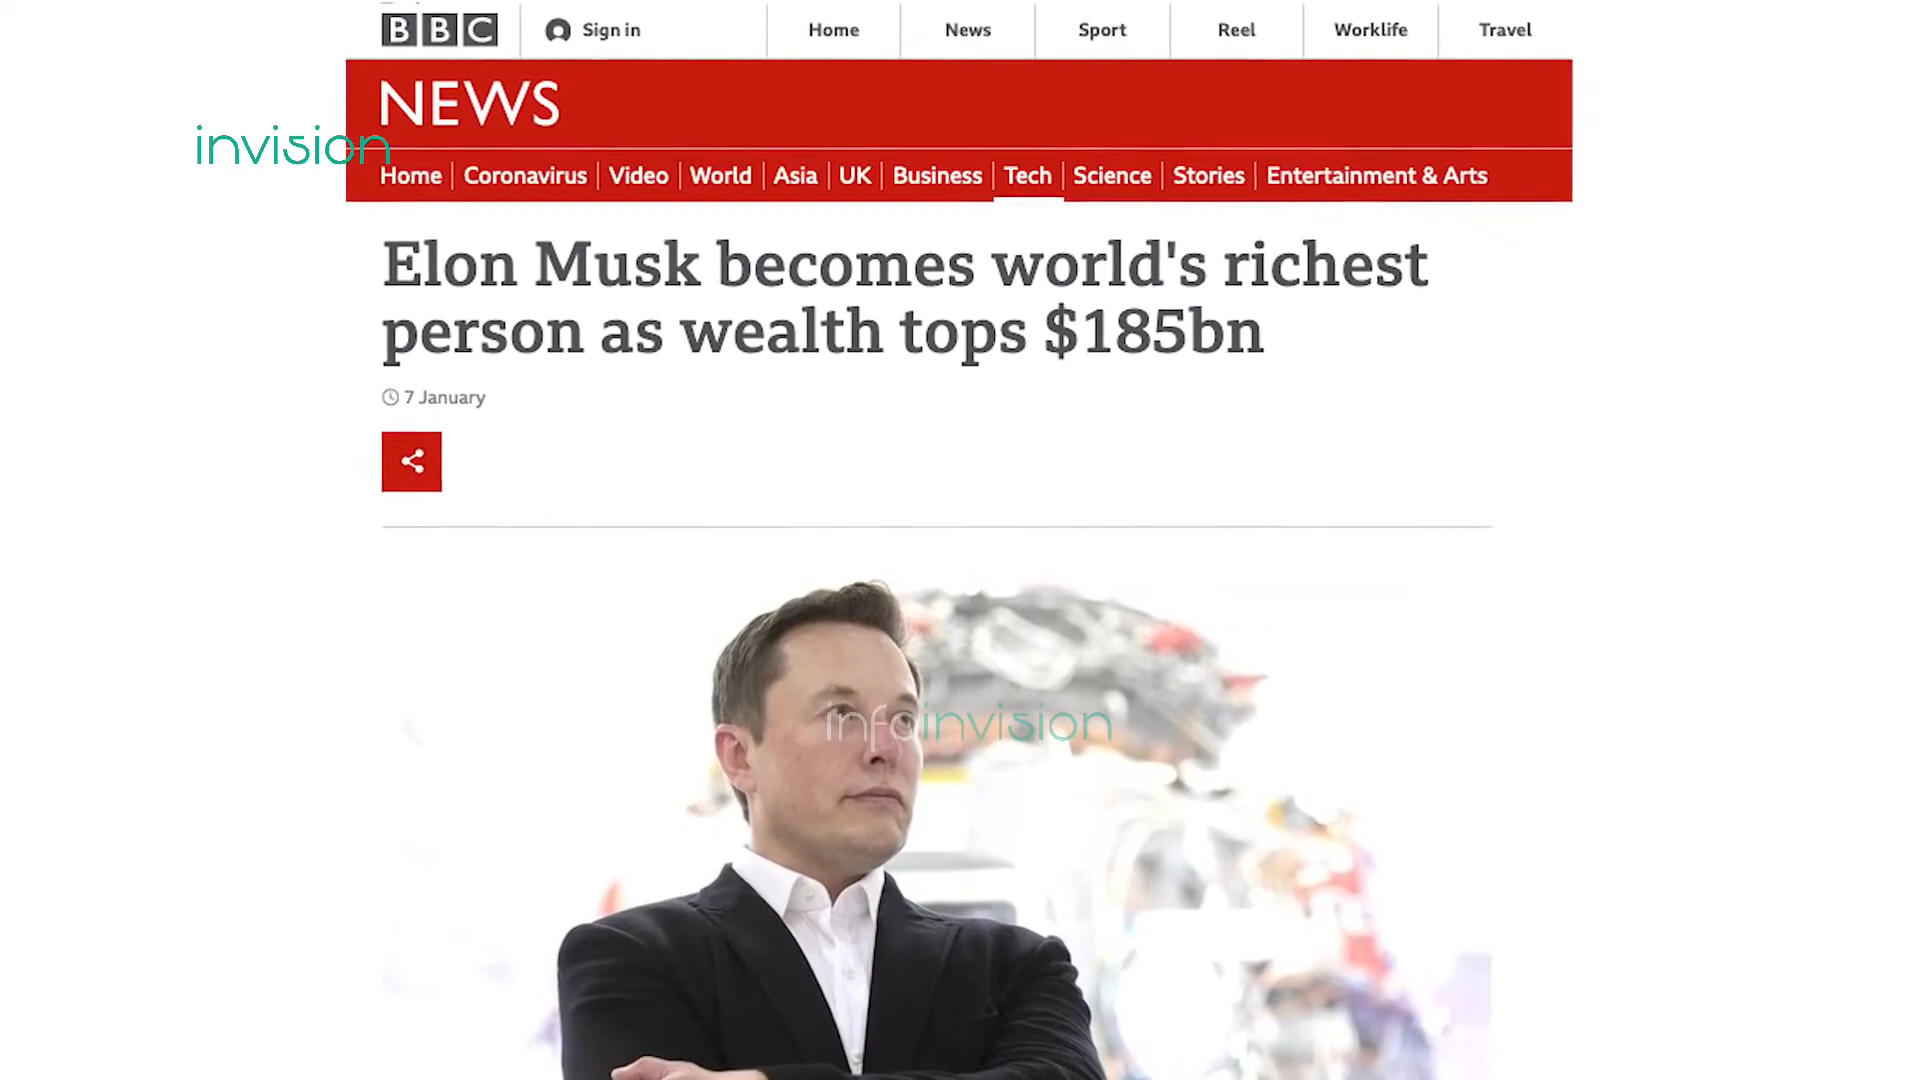 BBC Sign in Home News Sport Reel Worklife Travel
NEWS
invision
Home Coronavirus Video World Asia UK Business Tech Science Stories Entertainment & Arts
Elon Musk becomes world's richest
person as wealth tops $185bn
7 January
infoinvision